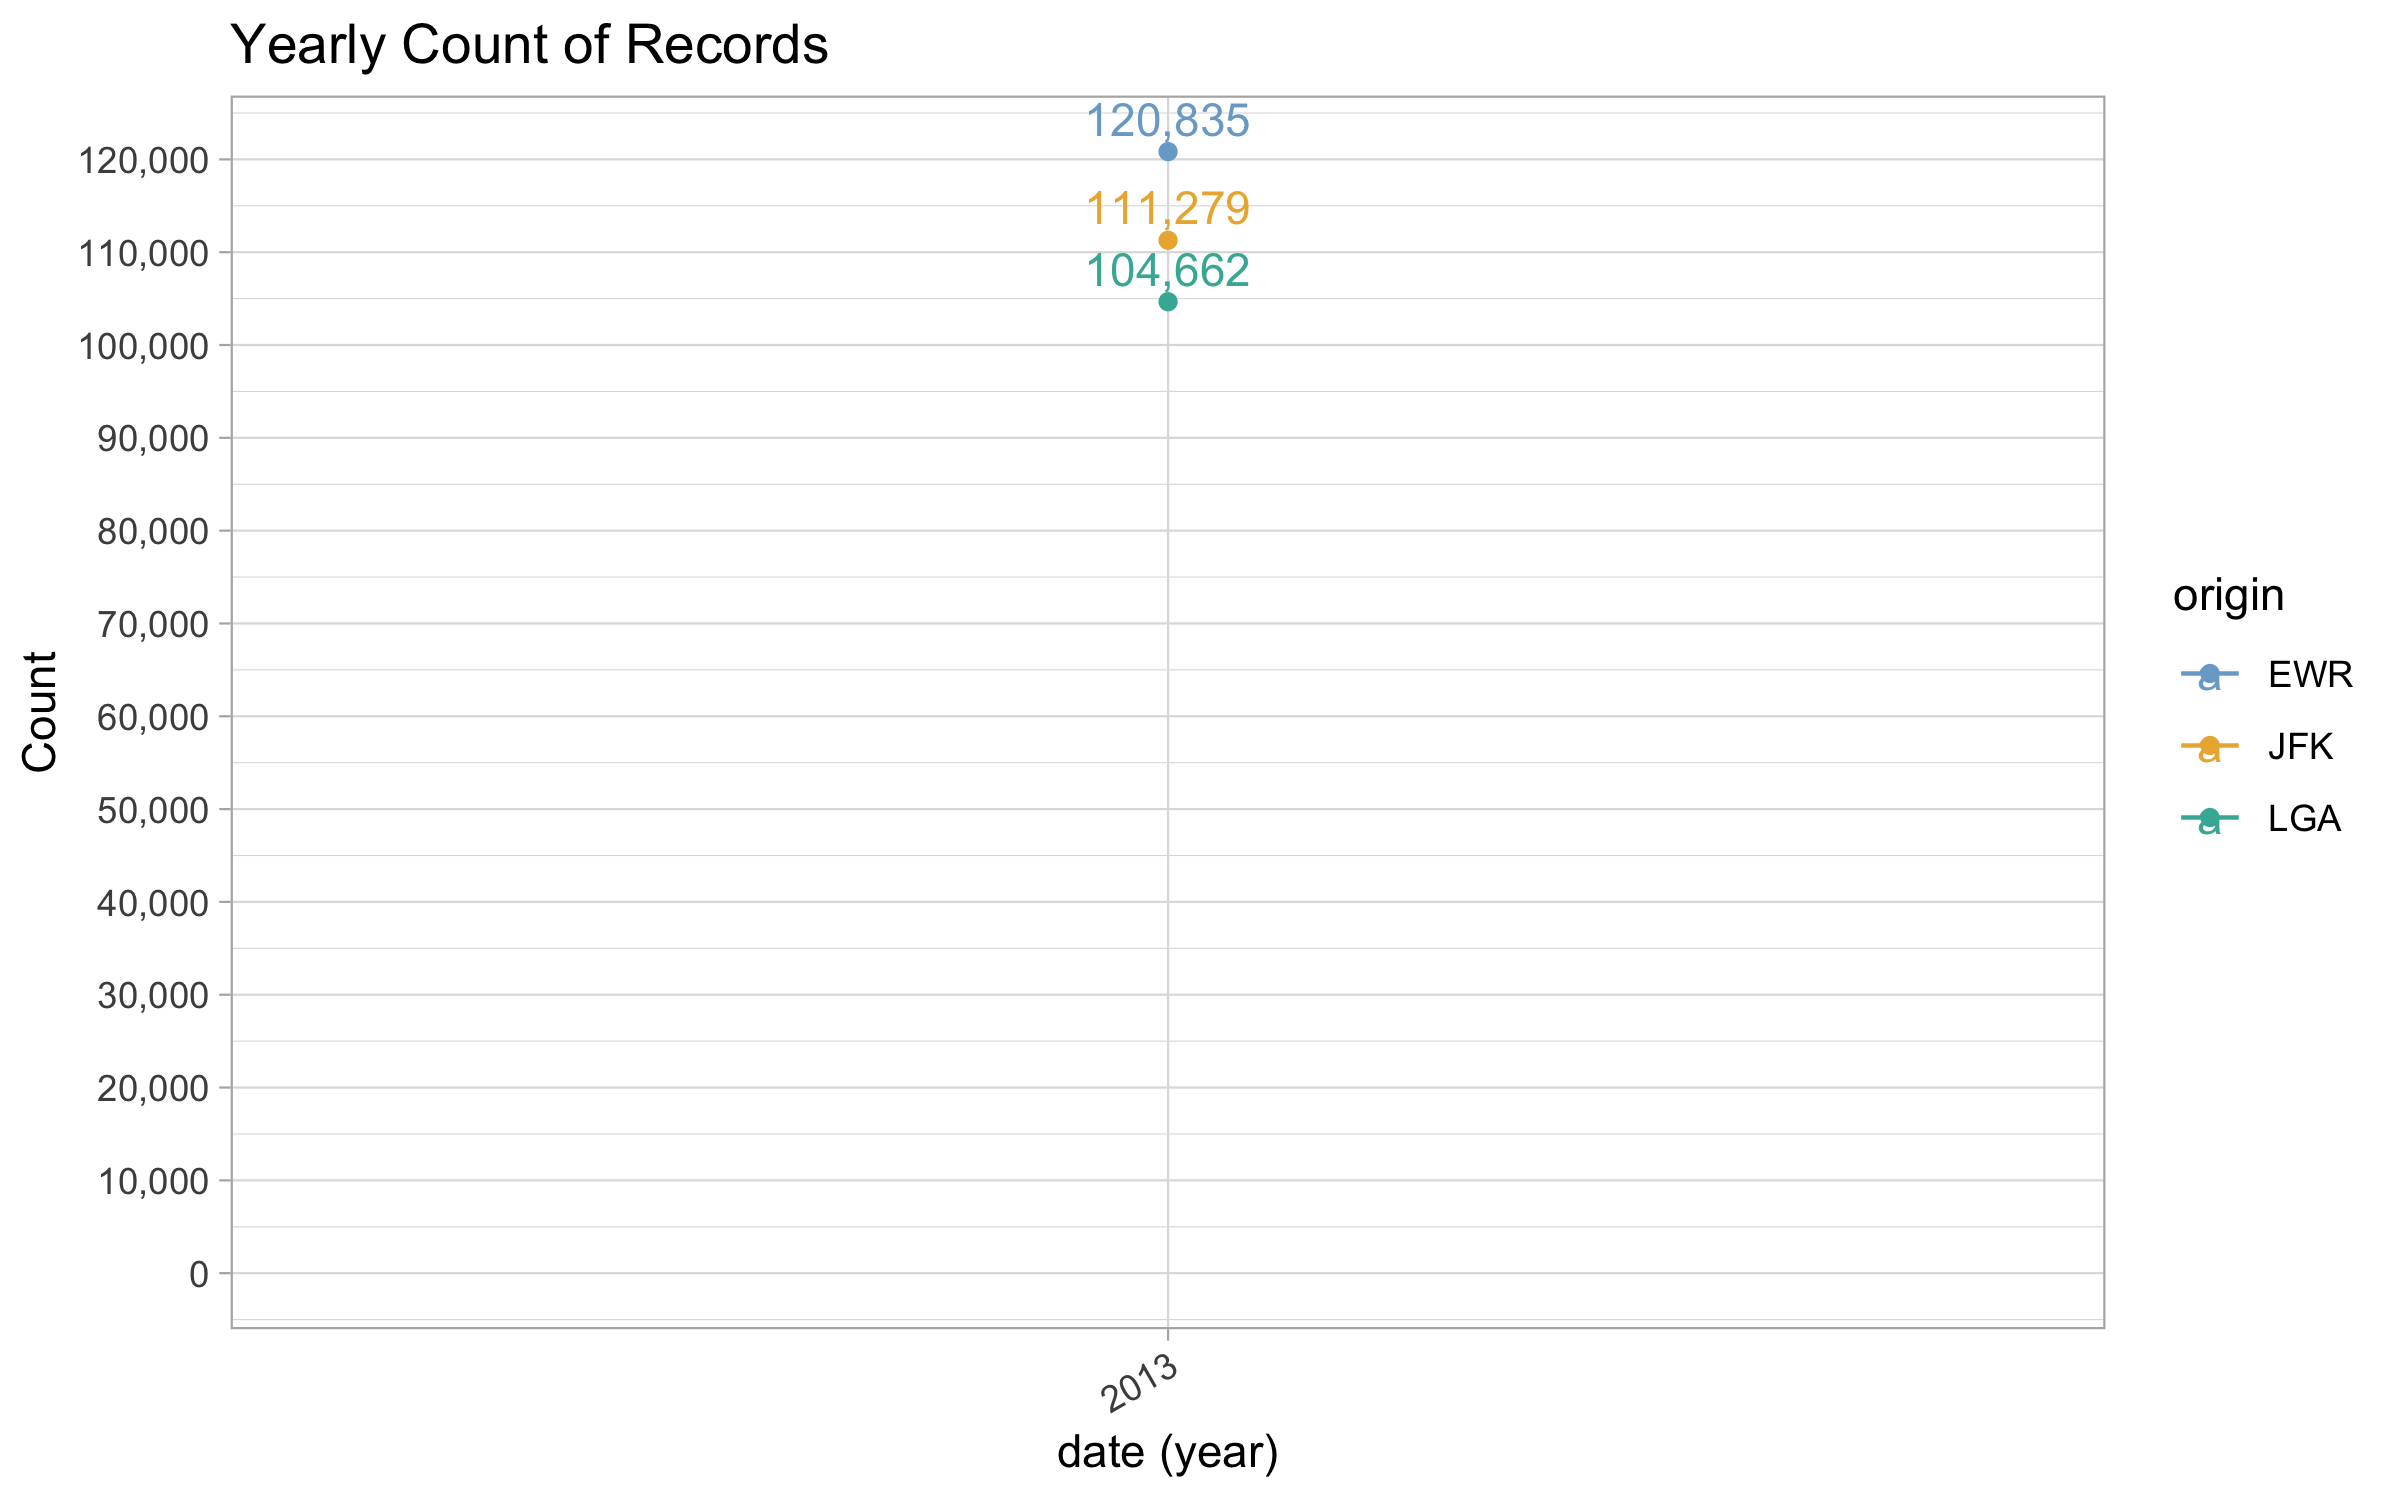 Yearly Count of Records
120,835
111,279
104,662
120,000
110,000
100,000
90,000
80,000
70,000
60,000
50,000
40,000
30,000
20,000
10,000
0
Count
2013
date (year)
origin
a EWR
a JFK
a LGA